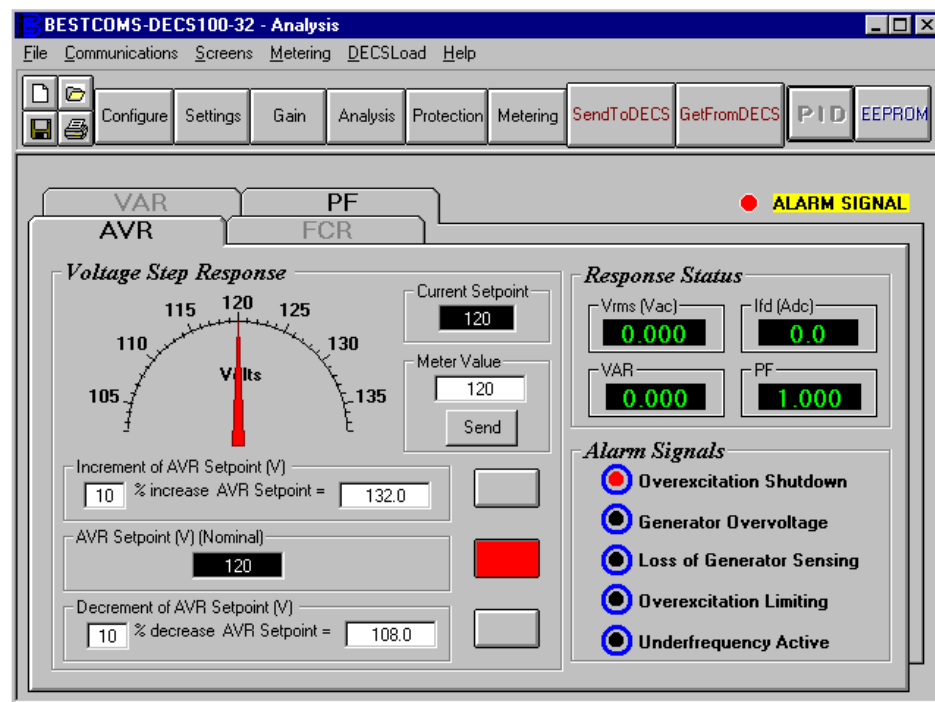 BESTCOMS-DECS100-32 - Analysis
File Communications Screens Metering DECSLoad Help
Configure Settings Gain Analysis Protection Metering SendToDECS GetFromDECS PID EEPROM
VAR PF
ALARM SIGNAL
AVR FCR
Voltage Step Response
105 110 115 120 125 130 135
Volts
Current Setpoint
120
Meter Value
120
Send
Increment of AVR Setpoint (V)
10 % increase AVR Setpoint = 132.0
AVR Setpoint (V) (Nominal)
120
Decrement of AVR Setpoint (V)
10 % decrease AVR Setpoint = 108.0
Response Status
Vrms (Vac) Ifd (Adc)
0.000 0.0
VAR PF
0.000 1.000
Alarm Signals
Overexcitation Shutdown
Generator Overvoltage
Loss of Generator Sensing
Overexcitation Limiting
Underfrequency Active